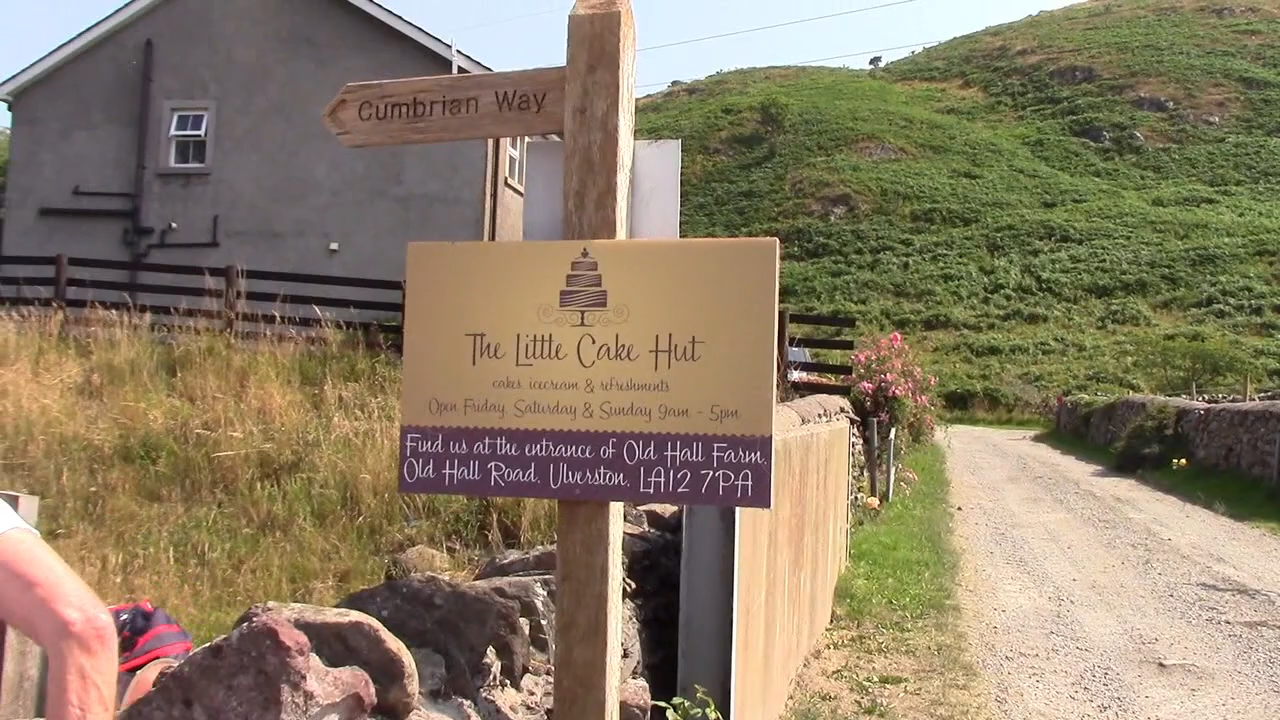 Cumbrian Way
The Little Cake Hut
cakes icecream & refreshments
Open Friday, Saturday & Sunday 9am - 5pm
Find us at the entrance of Old Hall Farm,
Old Hall Road, Ulverston, LA12 7PA